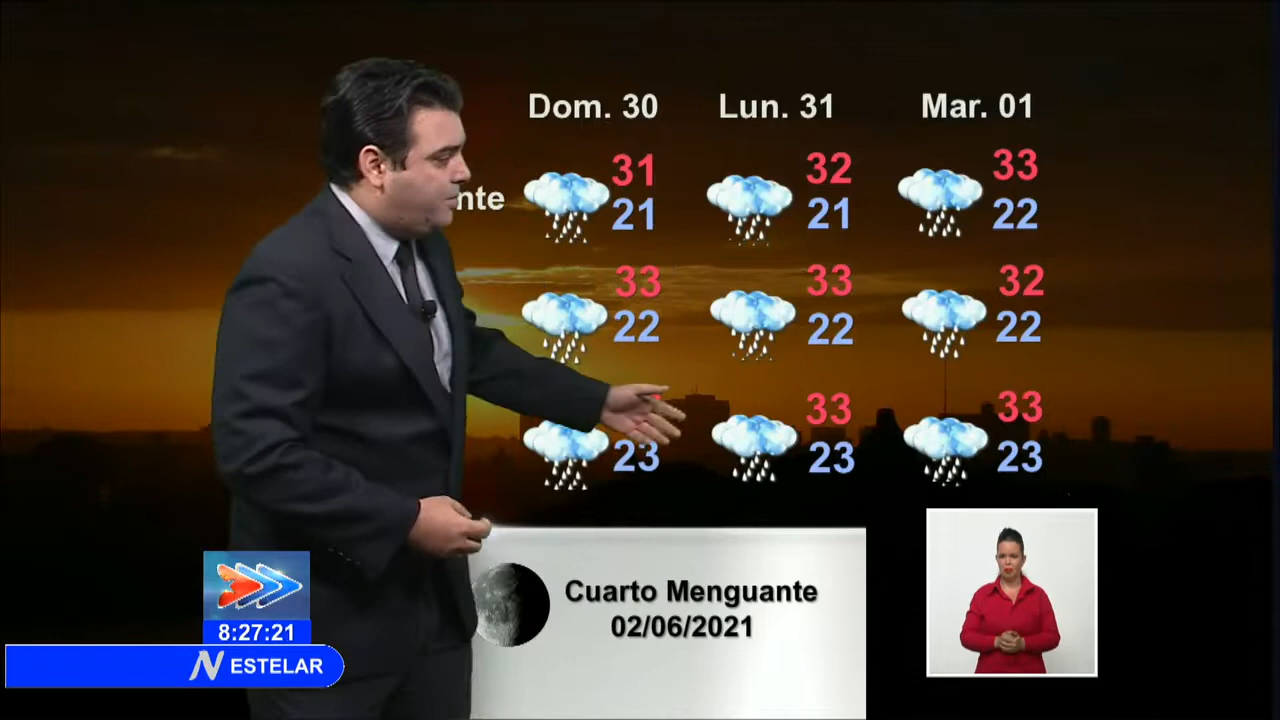 Dom. 30 Lun. 31 Mar. 01
31 32 33
nte
21 21 22
33 33 32
22 22 22
33 33
23 23 23
Cuarto Menguante
02/06/2021
8:27:21
N ESTELAR